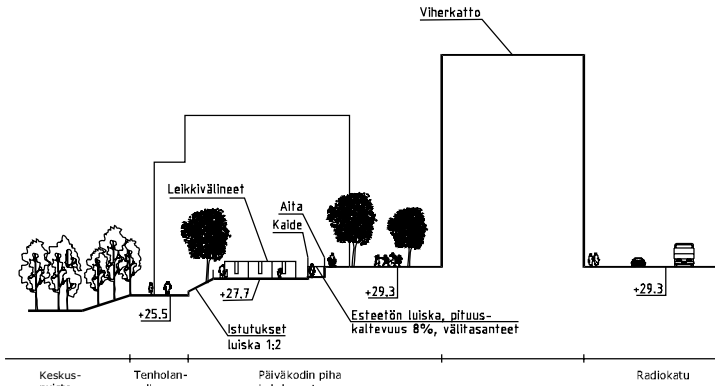 Viherkatto
Leikkivälineet
Aita
Kaide
+27.7
+29,3
+29.3
+25.5
Istutukset
luiska 1:2
Esteetön luiska, pituus-
kaltevuus 8%, välitasanteet
Keskus-
Tenholan-
Päiväkodin piha
Radiokatu